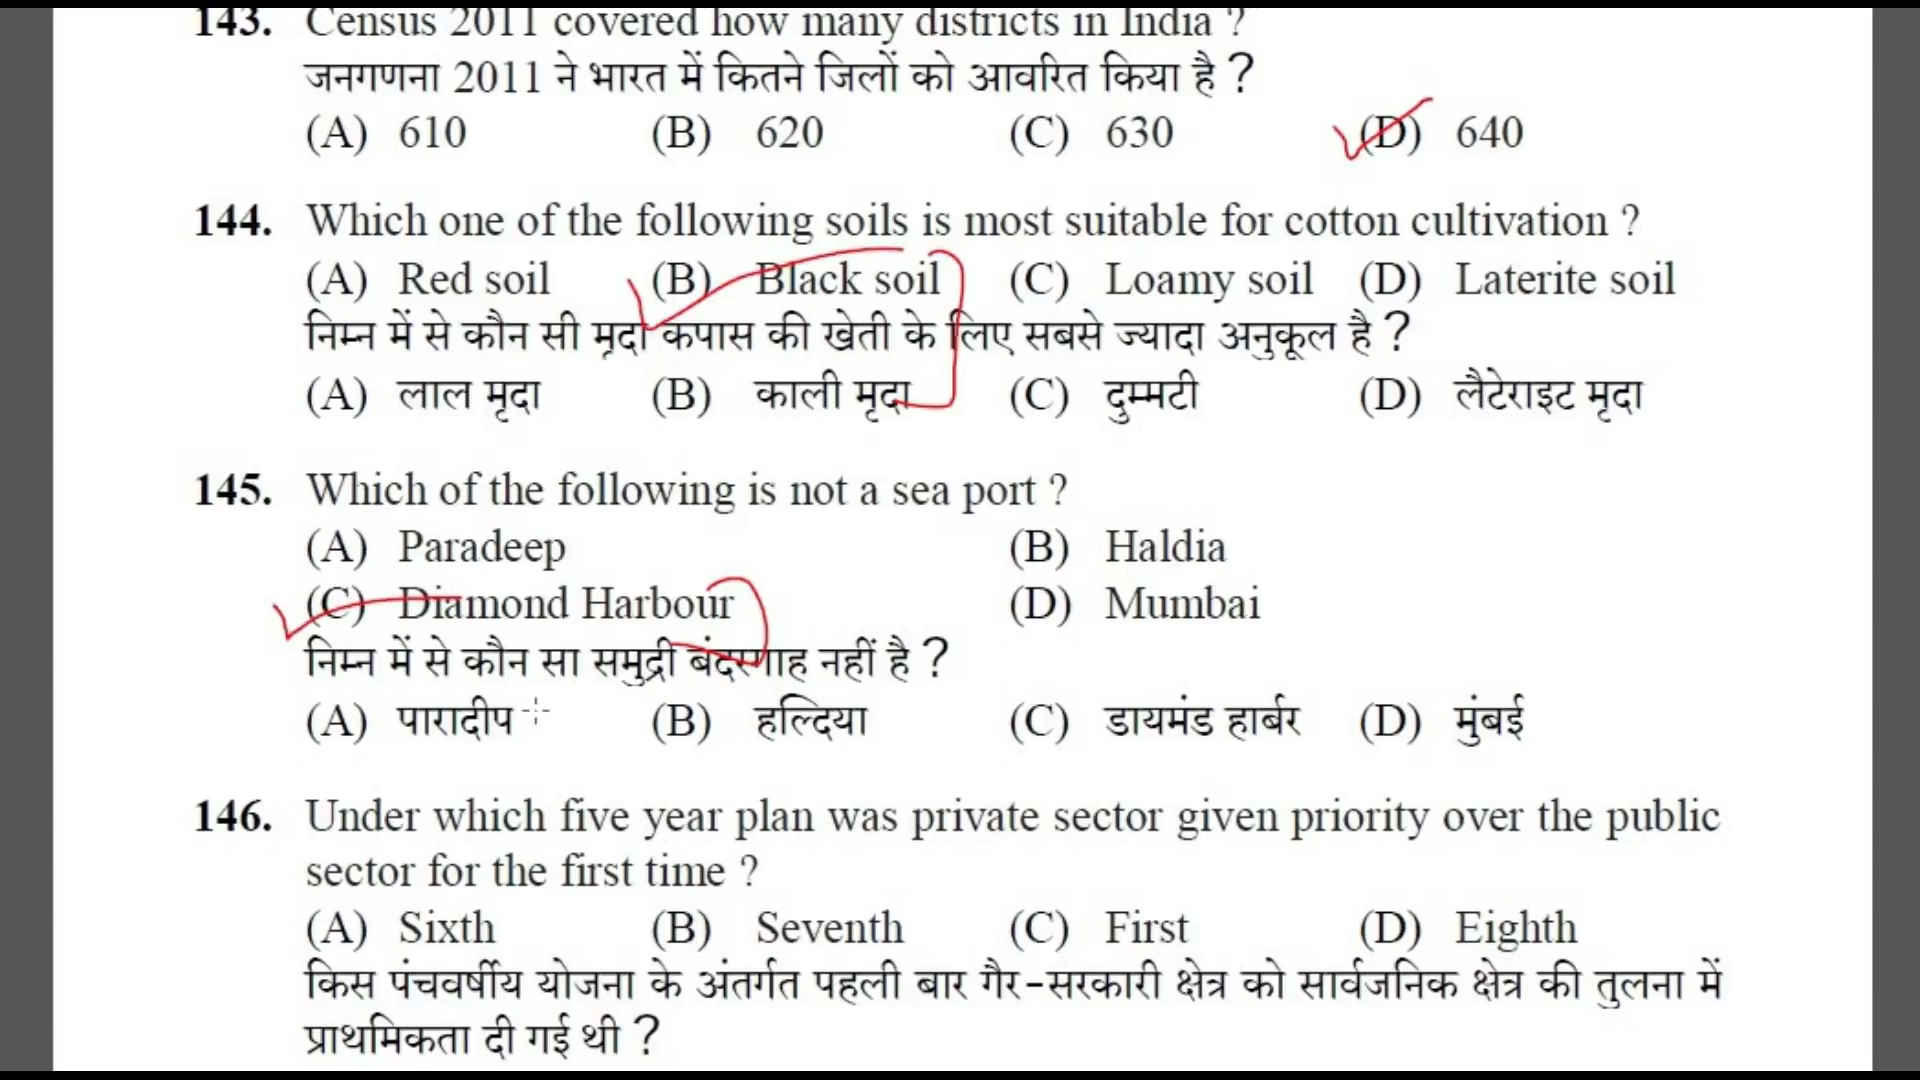 143. Census 2011 covered how many districts in India ?
जनगणना 2011 ने भारत में कितने जिलों को आवरित किया है ?
(A) 610 (B) 620 (C) 630 (D) 640
144. Which one of the following soils is most suitable for cotton cultivation ?
(A) Red soil (B) Black soil (C) Loamy soil (D) Laterite soil
निम्न में से कौन सी मृदा कपास की खेती के लिए सबसे ज्यादा अनुकूल है ?
(A) लाल मृदा (B) काली मृदा (C) दुम्मटी (D) लैटेराइट मृदा
145. Which of the following is not a sea port ?
(A) Paradeep (B) Haldia
(C) Diamond Harbour (D) Mumbai
निम्न में से कौन सा समुद्री बंदरगाह नहीं है ?
(A) पारादीप (B) हल्दिया (C) डायमंड हार्बर (D) मुंबई
146. Under which five year plan was private sector given priority over the public
sector for the first time ?
(A) Sixth (B) Seventh (C) First (D) Eighth
किस पंचवर्षीय योजना के अंतर्गत पहली बार गैर-सरकारी क्षेत्र को सार्वजनिक क्षेत्र की तुलना में
प्राथमिकता दी गई थी ?